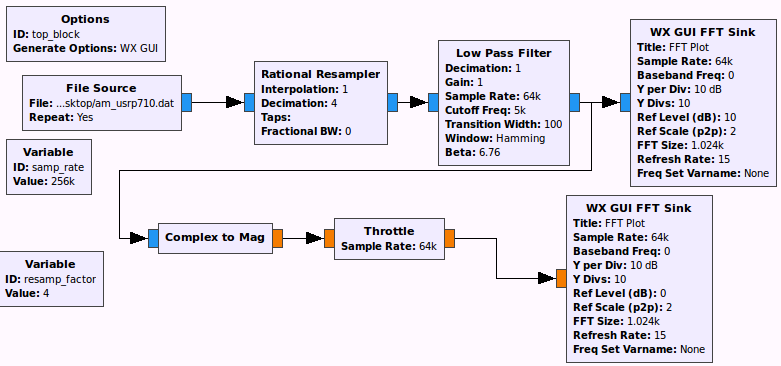 Options
ID: top_block
Generate Options: WX GUI
File Source
File: ...sktop/am_usrp710.dat
Repeat: Yes
Rational Resampler
Interpolation: 1
Decimation: 4
Taps:
Fractional BW: 0
Low Pass Filter
Decimation: 1
Gain: 1
Sample Rate: 64k
Cutoff Freq: 5k
Transition Width: 100
Window: Hamming
Beta: 6.76
WX GUI FFT Sink
Title: FFT Plot
Sample Rate: 64k
Baseband Freq: 0
Y per Div: 10 dB
Y Divs: 10
Ref Level (dB): 10
Ref Scale (p2p): 2
FFT Size: 1.024k
Refresh Rate: 15
Freq Set Varname: None
Variable
ID: samp_rate
Value: 256k
Complex to Mag
Throttle
Sample Rate: 64k
WX GUI FFT Sink
Title: FFT Plot
Sample Rate: 64k
Baseband Freq: 0
Y per Div: 10 dB
Y Divs: 10
Ref Level (dB): 0
Ref Scale (p2p): 2
FFT Size: 1.024k
Refresh Rate: 15
Freq Set Varname: None
Variable
ID: resamp_factor
Value: 4